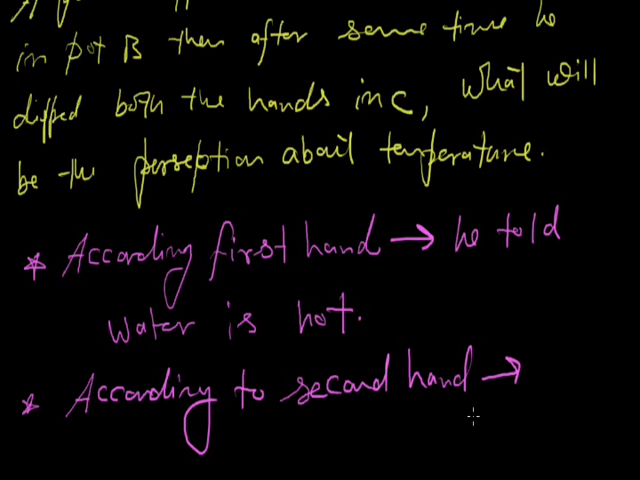 in pot B then after some time he
dipped both the hands in C, what will
be the perseption about temperature.
* According first hand → he told
water is hot.
* According to second hand →